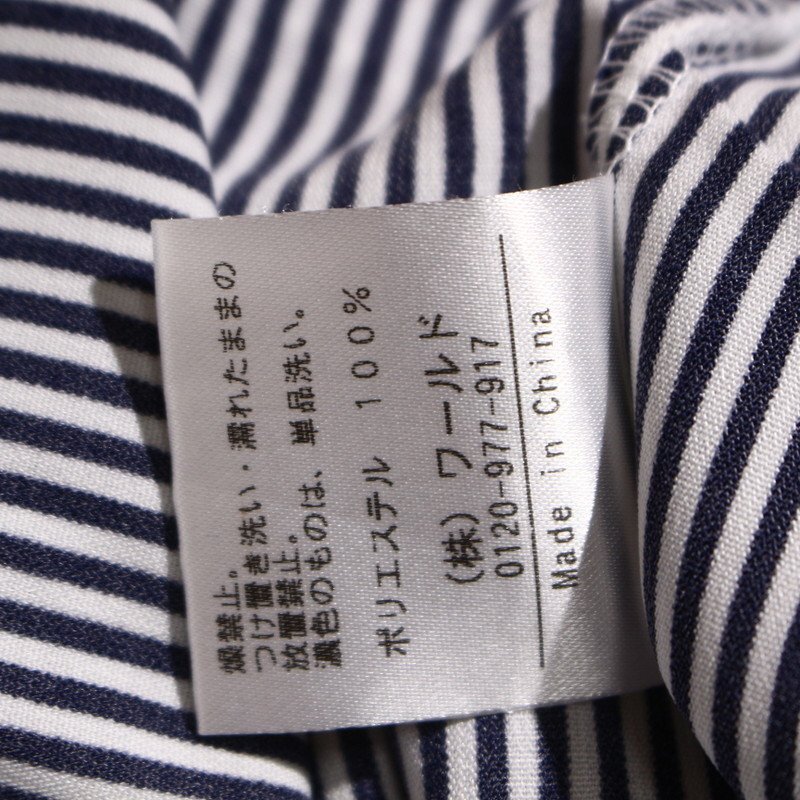 燥禁止。
つけ置き洗い・濡れたままの
放置禁止。
濃色のものは、単品洗い。
ポリエステル 100%
(株) ワールド
0120-977-917
Made in China